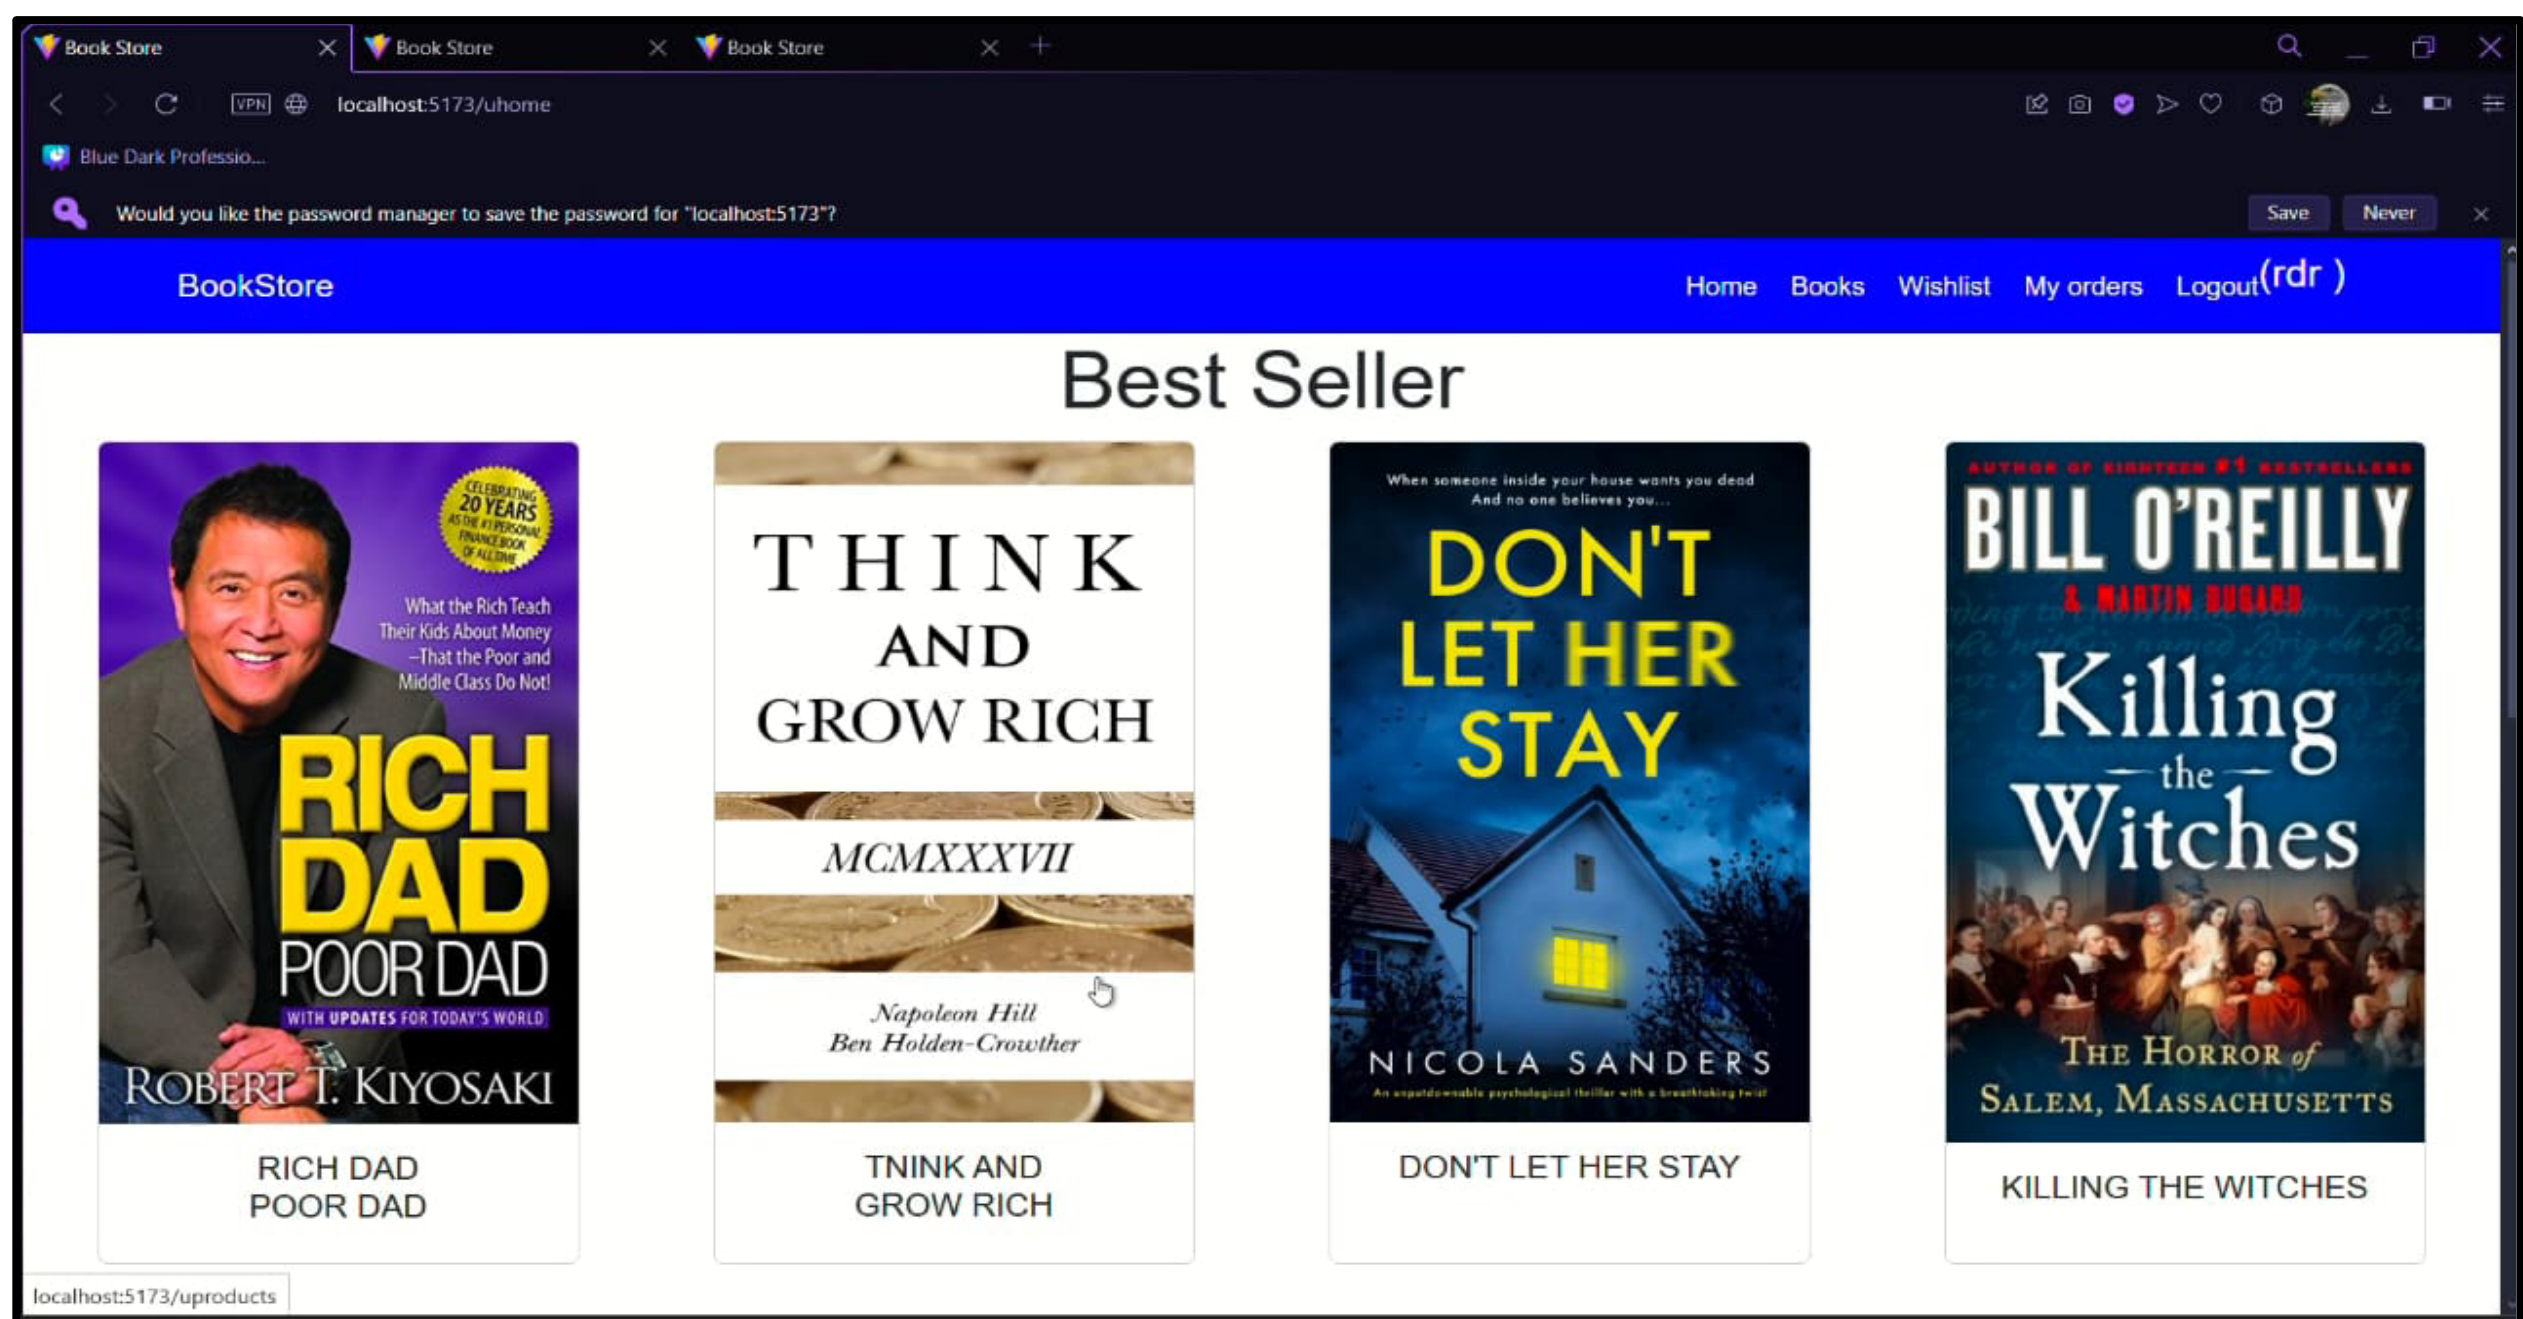 Book Store
Book Store
Book Store
VPN
localhost:5173/uhome
Blue Dark Professio...
Would you like the password manager to save the password for "localhost:5173"?
Save
Never
BookStore
Home
Books
Wishlist
My orders
Logout(rdr )
Best Seller
CELEBRATING
20 YEARS
AS THE #1 PERSONAL
FINANCE BOOK
OF ALL TIME
What the Rich Teach
Their Kids About Money
–That the Poor and
Middle Class Do Not!
RICH
DAD
POOR DAD
WITH UPDATES FOR TODAY'S WORLD
ROBERT T. KIYOSAKI
RICH DAD
POOR DAD
THINK
AND
GROW RICH
MCMXXXVII
Napoleon Hill
Ben Holden-Crowther
TNINK AND
GROW RICH
When someone inside your house wants you dead
And no one believes you...
DON'T
LET HER
STAY
NICOLA SANDERS
An unputdownable psychological thriller with a breathtaking twist
DON'T LET HER STAY
AUTHOR OF EIGHTEEN #1 BESTSELLERS
BILL O'REILLY
& MARTIN DUGARD
Killing
the
Witches
THE HORROR of
SALEM, MASSACHUSETTS
KILLING THE WITCHES
localhost:5173/uproducts